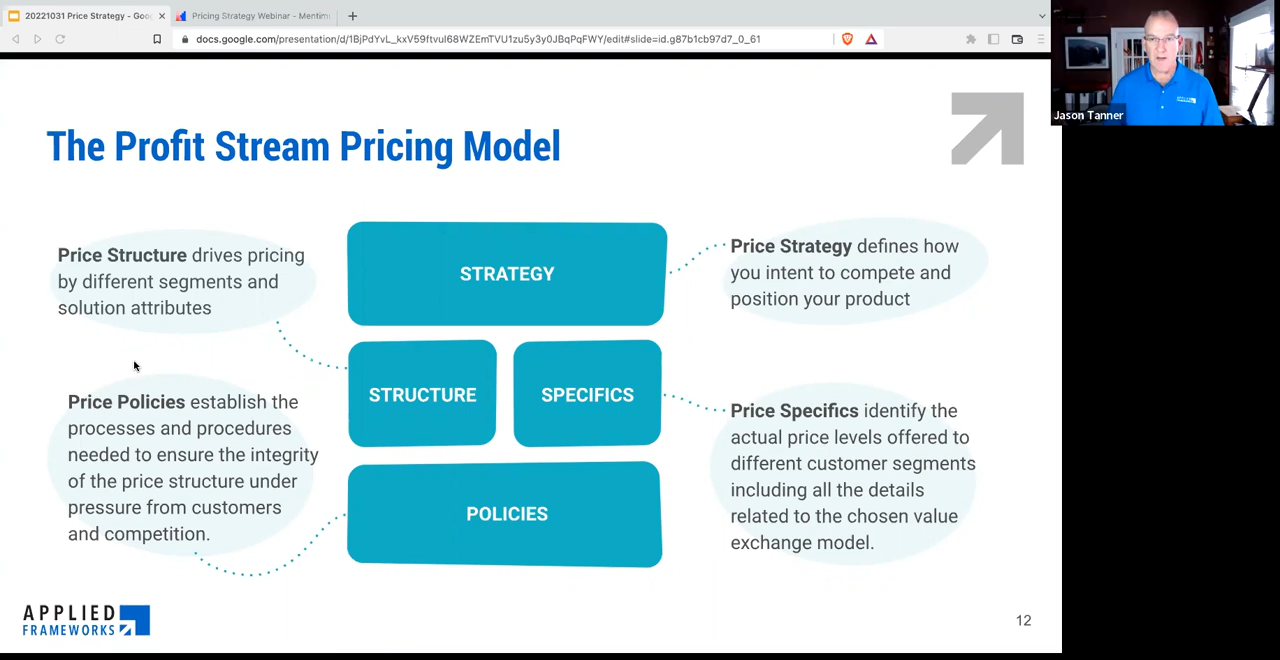 20221031 Price Strategy - Goo
Pricing Strategy Webinar - Mentime
docs.google.com/presentation/d/1BjPdYvL_kxV59ftvul68WZEmTVU1zu5y3y0JBqPqFWY/edit#slide=id.g87b1cb97d7_0_61
Jason Tanner
The Profit Stream Pricing Model
Price Structure drives pricing
by different segments and
solution attributes
STRATEGY
Price Strategy defines how
you intent to compete and
position your product
STRUCTURE
SPECIFICS
Price Policies establish the
processes and procedures
needed to ensure the integrity
of the price structure under
pressure from customers
and competition.
Price Specifics identify the
actual price levels offered to
different customer segments
including all the details
related to the chosen value
exchange model.
POLICIES
APPLIED
FRAMEWORKS
12